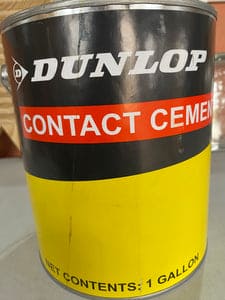 DUNLOP
CONTACT CEMEN
NET CONTENTS: 1 GALLON